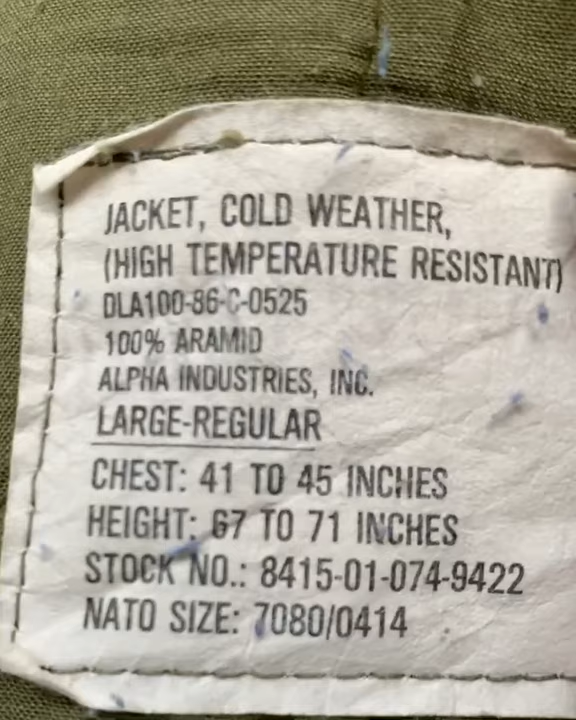 JACKET, COLD WEATHER,
(HIGH TEMPERATURE RESISTANT)
DLA100-86-C-0525
100% ARAMID
ALPHA INDUSTRIES, INC.
LARGE-REGULAR
CHEST: 41 TO 45 INCHES
HEIGHT: 67 TO 71 INCHES
STOCK NO.: 8415-01-074-9422
NATO SIZE: 7080/0414